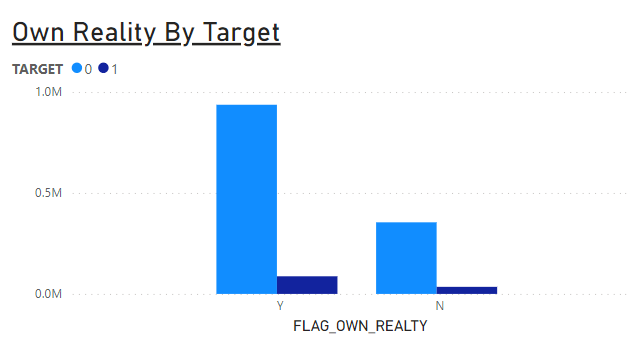 Own Reality By Target
TARGET 0 1
1.0M
0.5M
0.0M
Y N
FLAG_OWN_REALTY